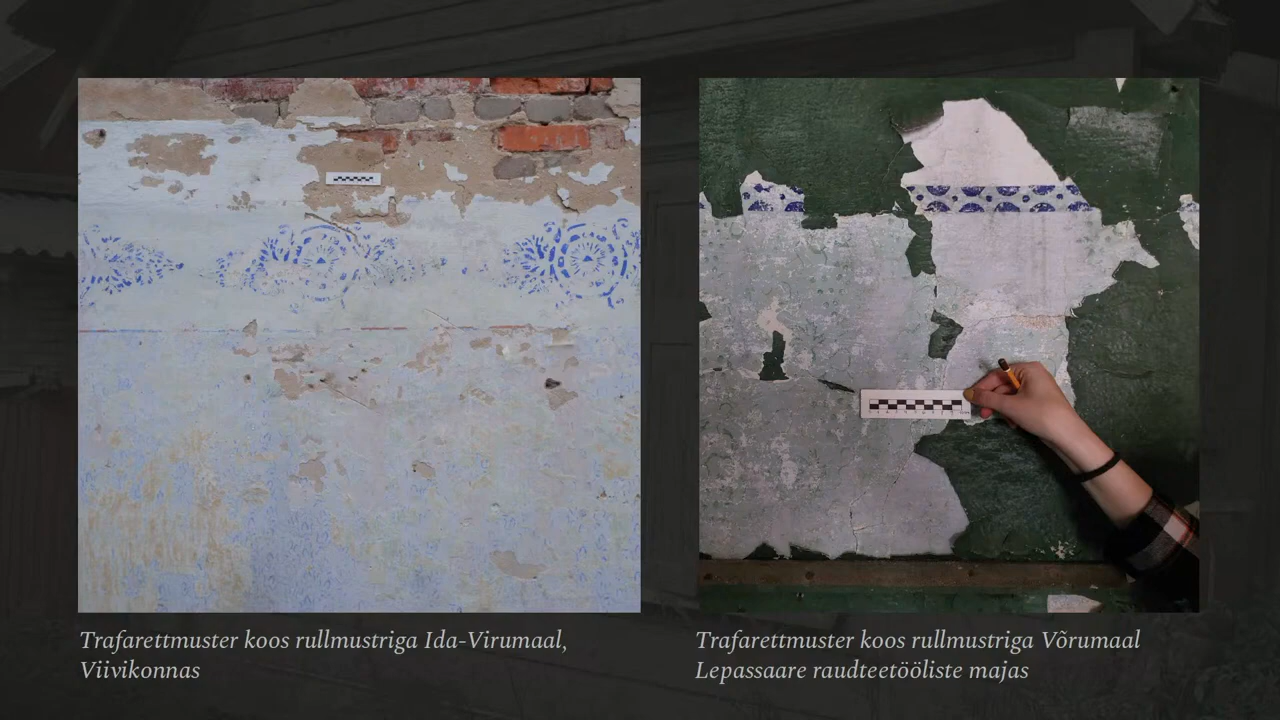 Trafarettmuster koos rullmustriga Ida-Virumaal,
Viivikonnas
Trafarettmuster koos rullmustriga Võrumaal
Lepassaare raudteetööliste majas